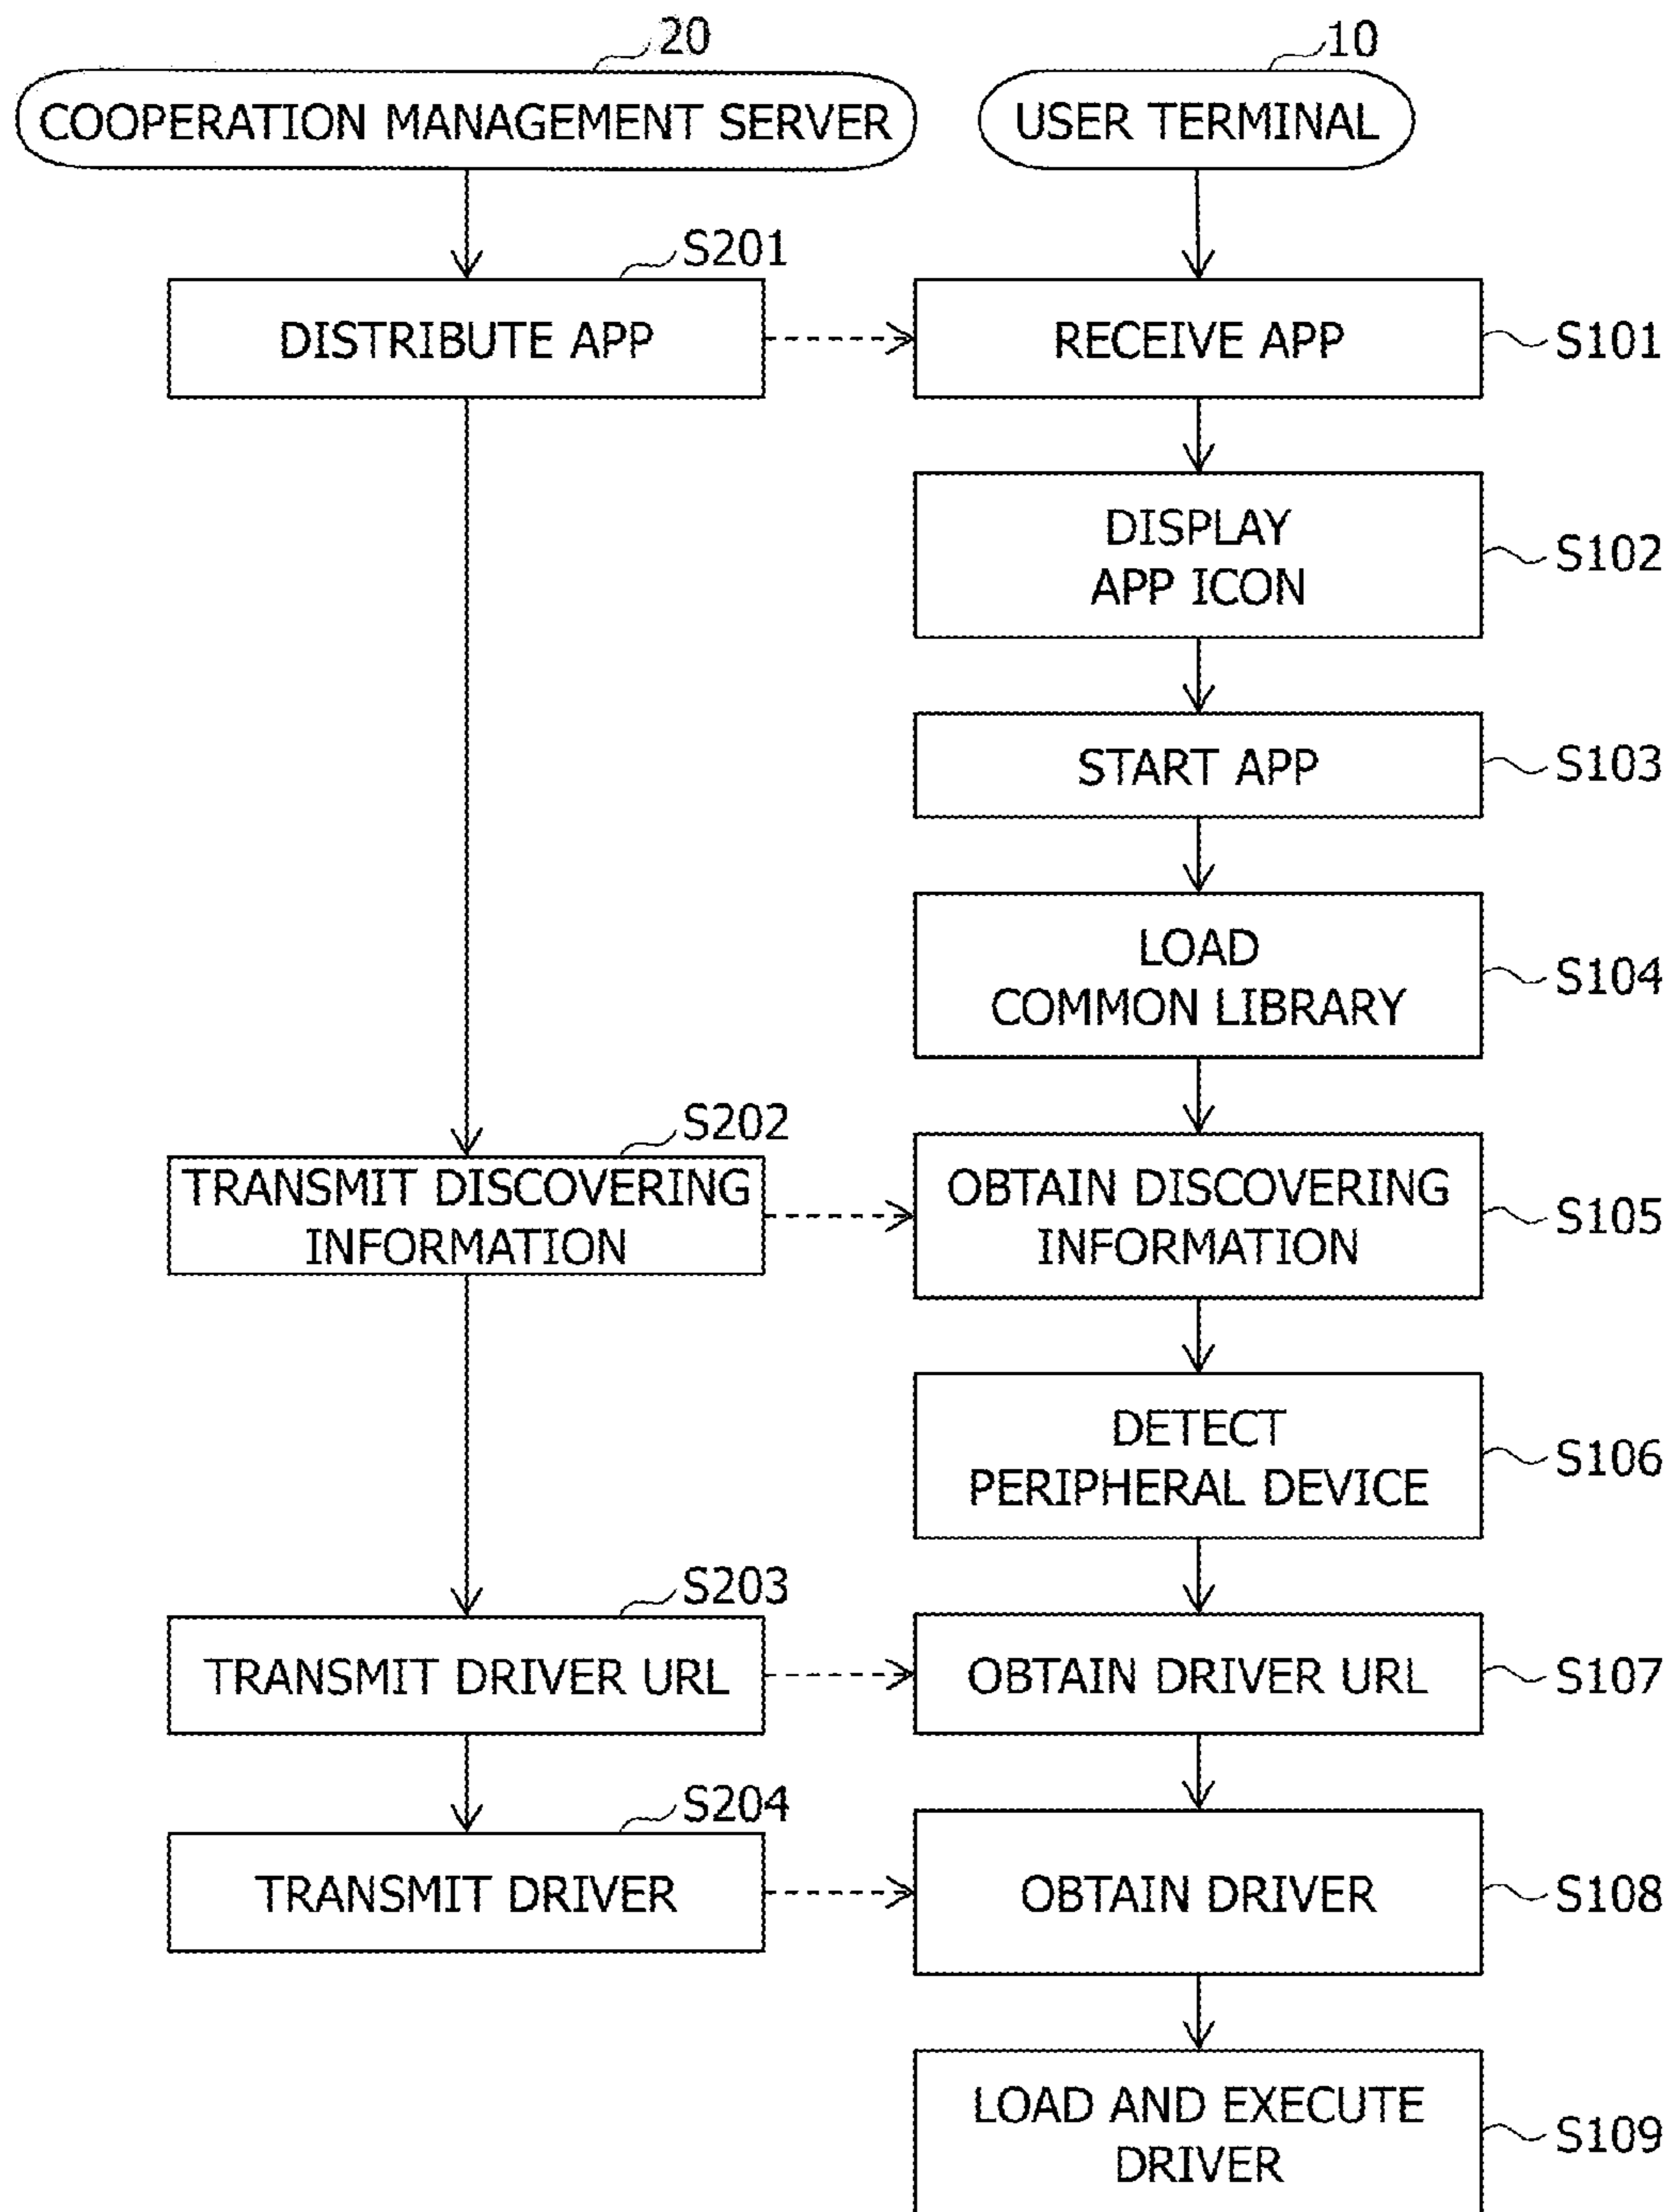 20
10
COOPERATION MANAGEMENT SERVER
USER TERMINAL
S201
DISTRIBUTE APP
RECEIVE APP
S101
DISPLAY
APP ICON
S102
START APP
S103
LOAD
COMMON LIBRARY
S104
S202
TRANSMIT DISCOVERING
INFORMATION
OBTAIN DISCOVERING
INFORMATION
S105
DETECT
PERIPHERAL DEVICE
S106
S203
TRANSMIT DRIVER URL
OBTAIN DRIVER URL
S107
S204
TRANSMIT DRIVER
OBTAIN DRIVER
S108
LOAD AND EXECUTE
DRIVER
S109